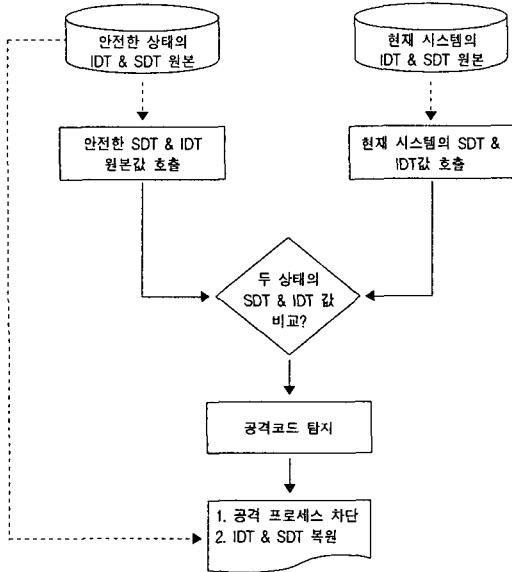 안전한 상태의
IDT & SDT 원본
현재 시스템의
IDT & SDT 원본
안전한 SDT & IDT
원본값 호출
현재 시스템의 SDT &
IDT값 호출
두 상태의
SDT & IDT 값
비교?
공격코드 탐지
1. 공격 프로세스 차단
2. IDT & SDT 복원